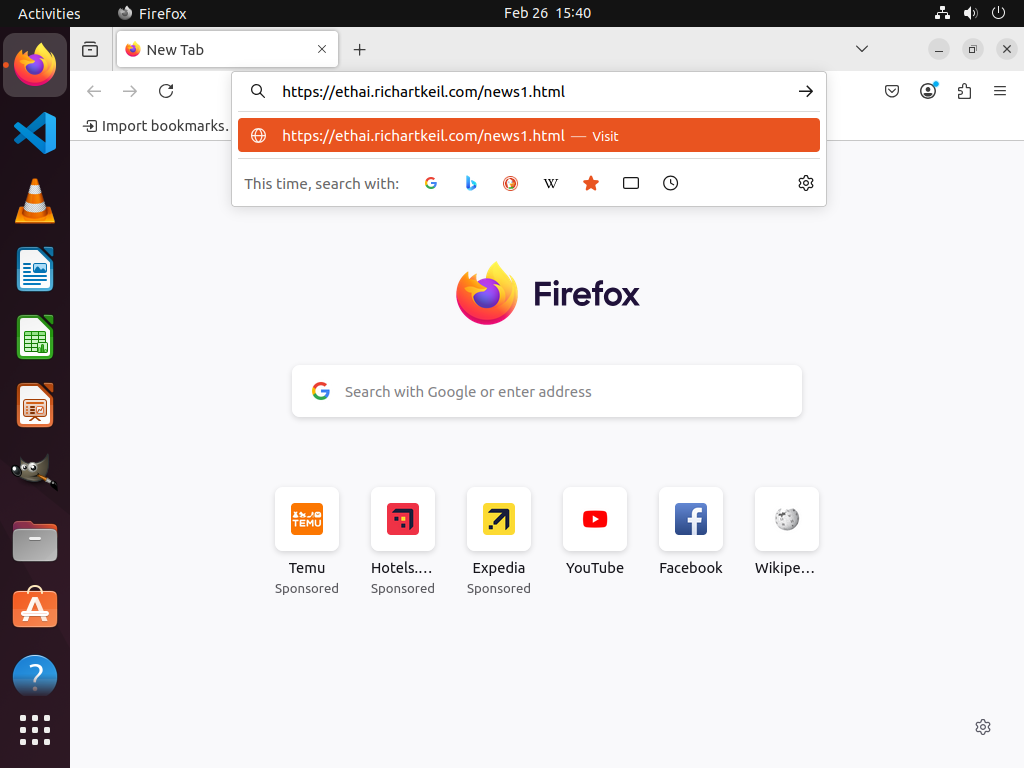 Activities
Firefox
Feb 26 15:40
New Tab
https://ethai.richartkeil.com/news1.html
Import bookmarks.
https://ethai.richartkeil.com/news1.html — Visit
This time, search with:
W
Firefox
Search with Google or enter address
TEMU
Temu
Sponsored
Hotels....
Sponsored
Expedia
Sponsored
YouTube
Facebook
Wikipe...